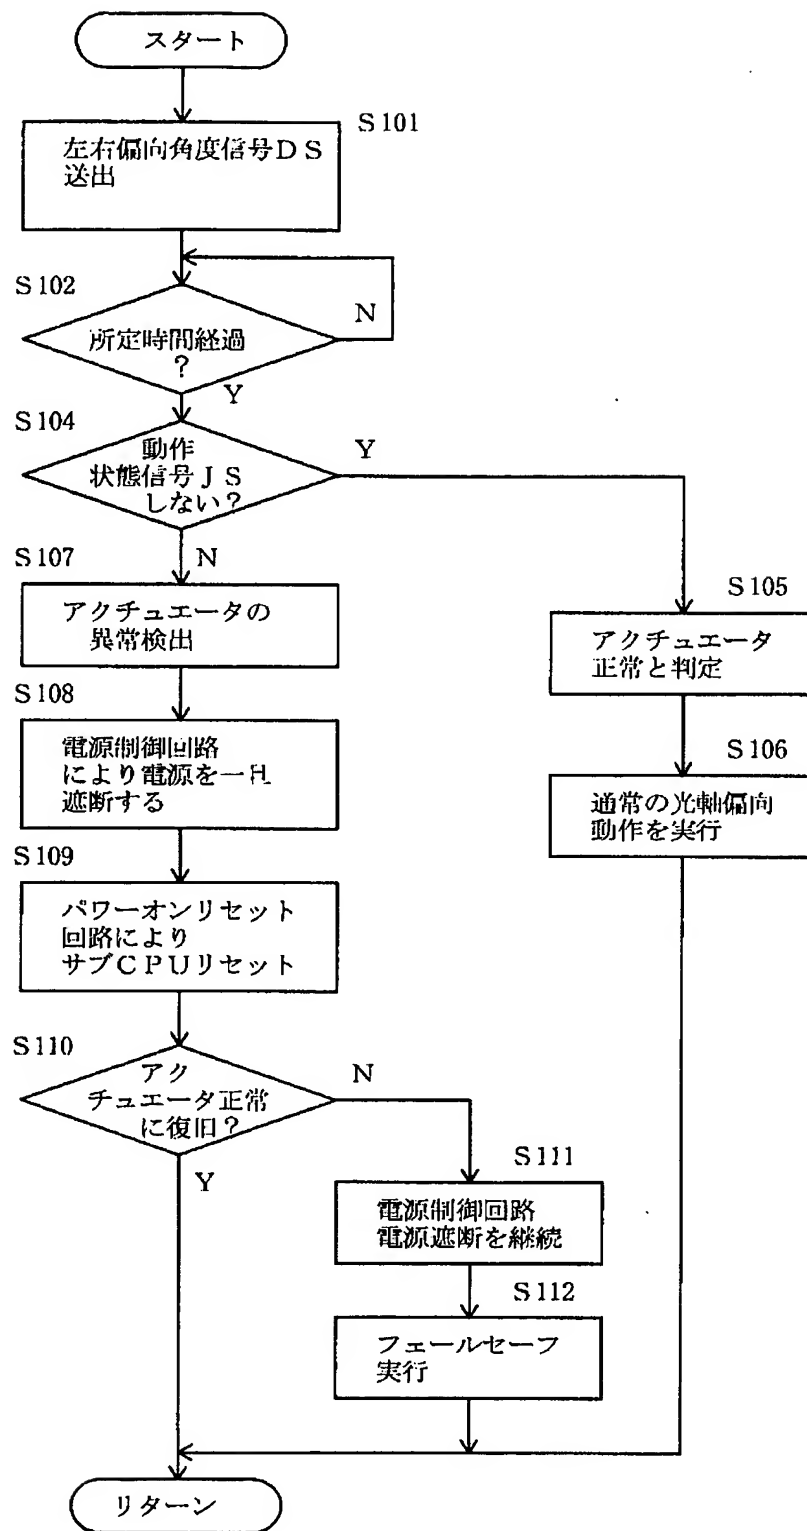 スタート
S101
左右偏向角度信号DS
送出
S102
N
所定時間経過
?
Y
S104
動作
状態信号JS
しない?
Y
N
S107
アクチュエータの
異常検出
S105
アクチュエータ
正常と判定
S108
電源制御回路
により電源を一旦
遮断する
S106
通常の光軸偏向
動作を実行
S109
パワーオンリセット
回路により
サブCPUリセット
S110
アク
チュエータ正常
に復旧?
N
Y
S111
電源制御回路
電源遮断を継続
S112
フェールセーフ
実行
リターン